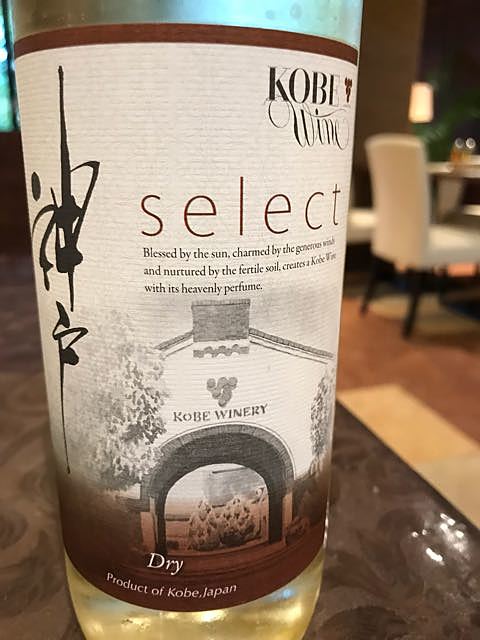 KOBE
Wine
神戸
select
Blessed by the sun, charmed by the generous winds
and nurtured by the fertile soil, creates a Kobe Wine
with its heavenly perfume.
KOBE WINERY
Dry
Product of Kobe, Japan